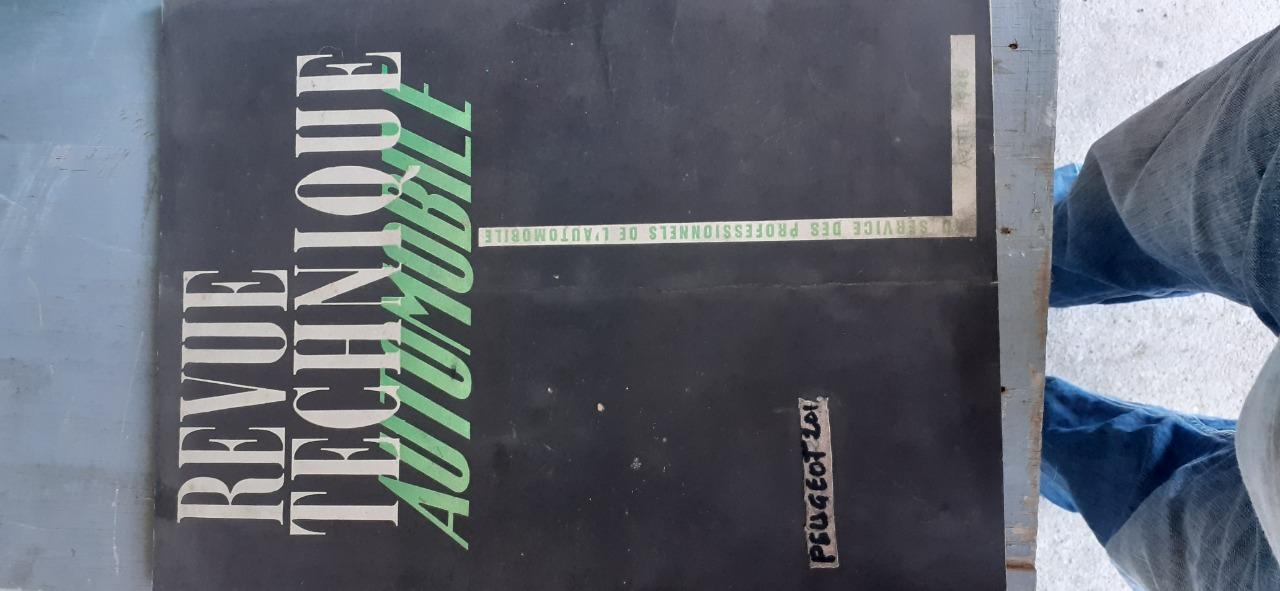 REVUE
TECHNIQUE
AUTOMOBILE
AU SERVICE DES PROFESSIONNELS DE L'AUTOMOBILE
PEUGEOT 201.